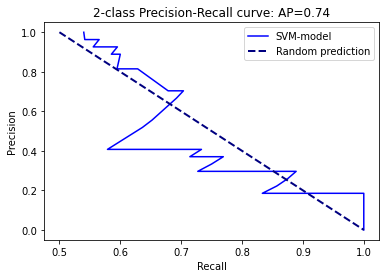 2-class Precision-Recall curve: AP=0.74
SVM-model
Random prediction
Precision
1.0
0.8
0.6
0.4
0.2
0.0
0.5 0.6 0.7 0.8 0.9 1.0
Recall